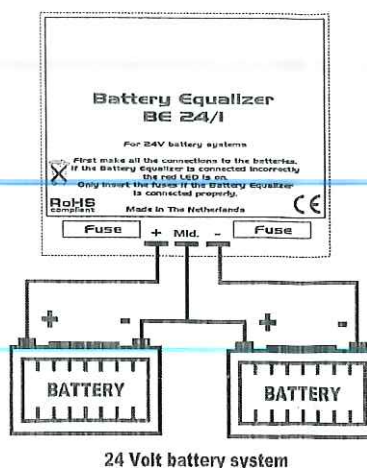 Battery Equalizer
BE 24/1
For 24V battery systems
First make all the connections to the batteries.
If the Battery Equalizer is connected incorrectly
the red LED is on.
Only insert the fuses if the Battery Equalizer
is connected properly.
RoHS
compliant
Made in The Netherlands
CE
Fuse + Mid. - Fuse
+ - + -
BATTERY BATTERY
24 Volt battery system